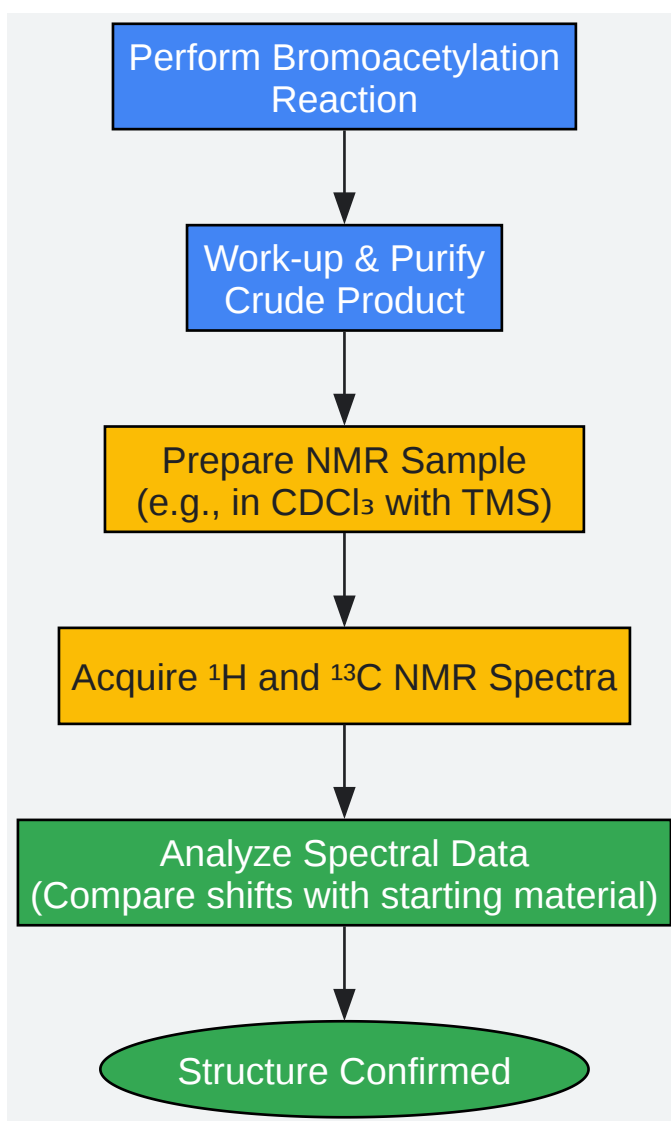 Perform Bromoacetylation
Reaction
Work-up & Purify
Crude Product
Prepare NMR Sample
(e.g., in CDCl₃ with TMS)
Acquire ¹H and ¹³C NMR Spectra
Analyze Spectral Data
(Compare shifts with starting material)
Structure Confirmed